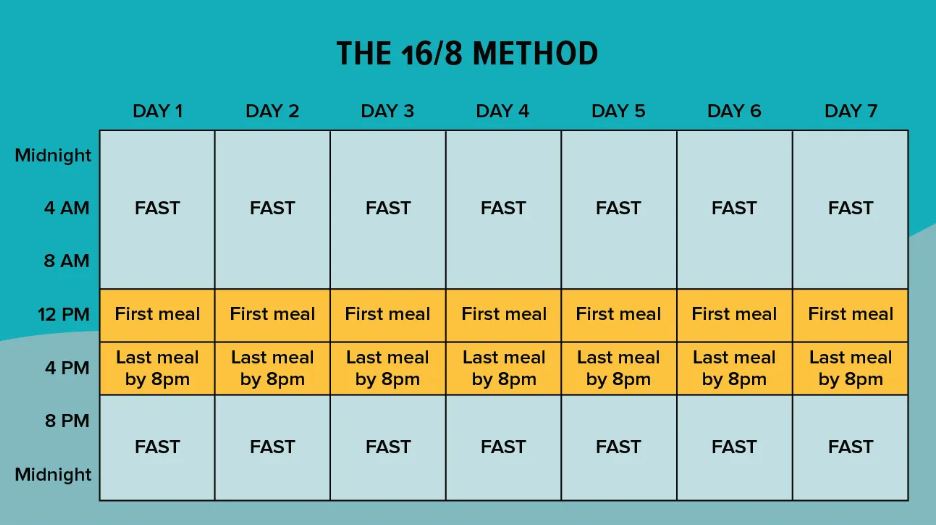 THE 16/8 METHOD
DAY 1 DAY 2 DAY 3 DAY 4 DAY 5 DAY 6 DAY 7
Midnight
4 AM FAST FAST FAST FAST FAST FAST FAST
8 AM
12 PM First meal First meal First meal First meal First meal First meal First meal
Last meal Last meal Last meal Last meal Last meal Last meal Last meal
4 PM
by 8pm by 8pm by 8pm by 8pm by 8pm by 8pm by 8pm
8 PM
FAST FAST FAST FAST FAST FAST FAST
Midnight